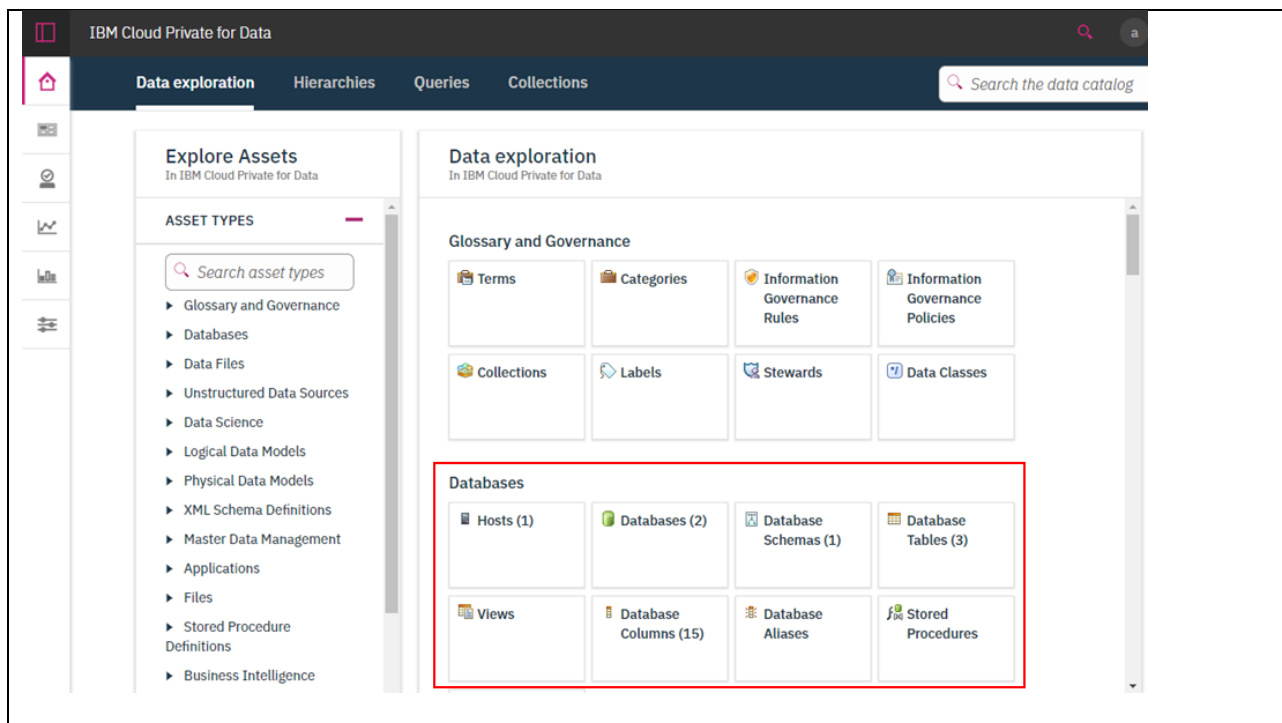 IBM Cloud Private for Data
a
Data exploration
Hierarchies
Queries
Collections
Search the data catalog
Explore Assets
In IBM Cloud Private for Data
ASSET TYPES
Search asset types
Glossary and Governance
Databases
Data Files
Unstructured Data Sources
Data Science
Logical Data Models
Physical Data Models
XML Schema Definitions
Master Data Management
Applications
Files
Stored Procedure
Definitions
Business Intelligence
Data exploration
In IBM Cloud Private for Data
Glossary and Governance
Terms
Categories
Information
Governance
Rules
Information
Governance
Policies
Collections
Labels
Stewards
Data Classes
Databases
Hosts (1)
Databases (2)
Database
Schemas (1)
Database
Tables (3)
Views
Database
Columns (15)
Database
Aliases
Stored
Procedures